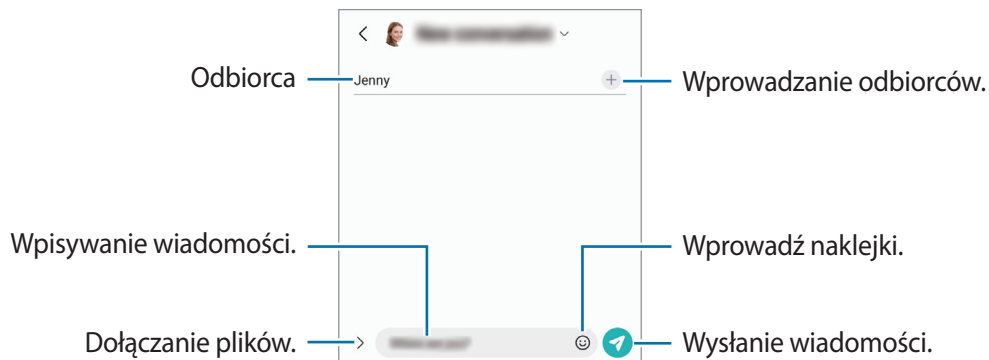 Odbiorca
Jenny
Wprowadzanie odbiorców.
Wpisywanie wiadomości.
Wprowadź naklejki.
Dołączanie plików.
Wysłanie wiadomości.